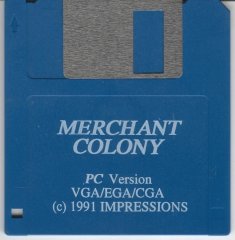 MERCHANT
COLONY
PC Version
VGA/EGA/CGA
(c) 1991 IMPRESSIONS